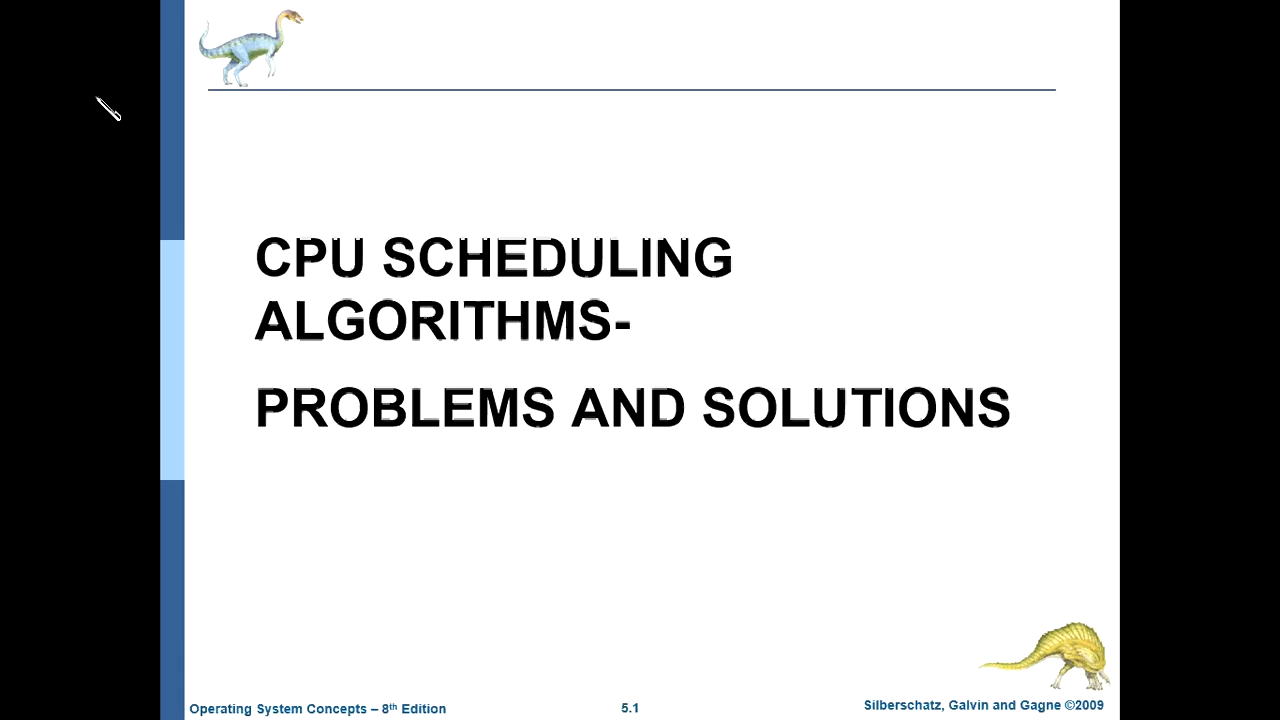 CPU SCHEDULING
ALGORITHMS-
PROBLEMS AND SOLUTIONS
Operating System Concepts – 8th Edition
5.1
Silberschatz, Galvin and Gagne ©2009